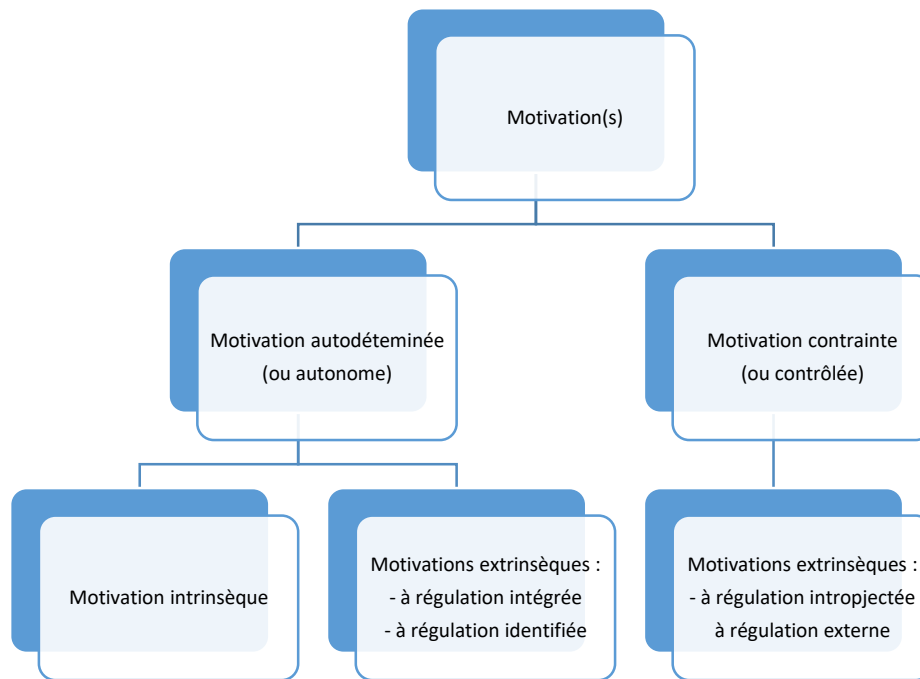 Motivation(s)
Motivation autodéteminée
(ou autonome)
Motivation contrainte
(ou contrôlée)
Motivation intrinsèque
Motivations extrinsèques :
- à régulation intégrée
- à régulation identifiée
Motivations extrinsèques :
- à régulation intropjectée
à régulation externe